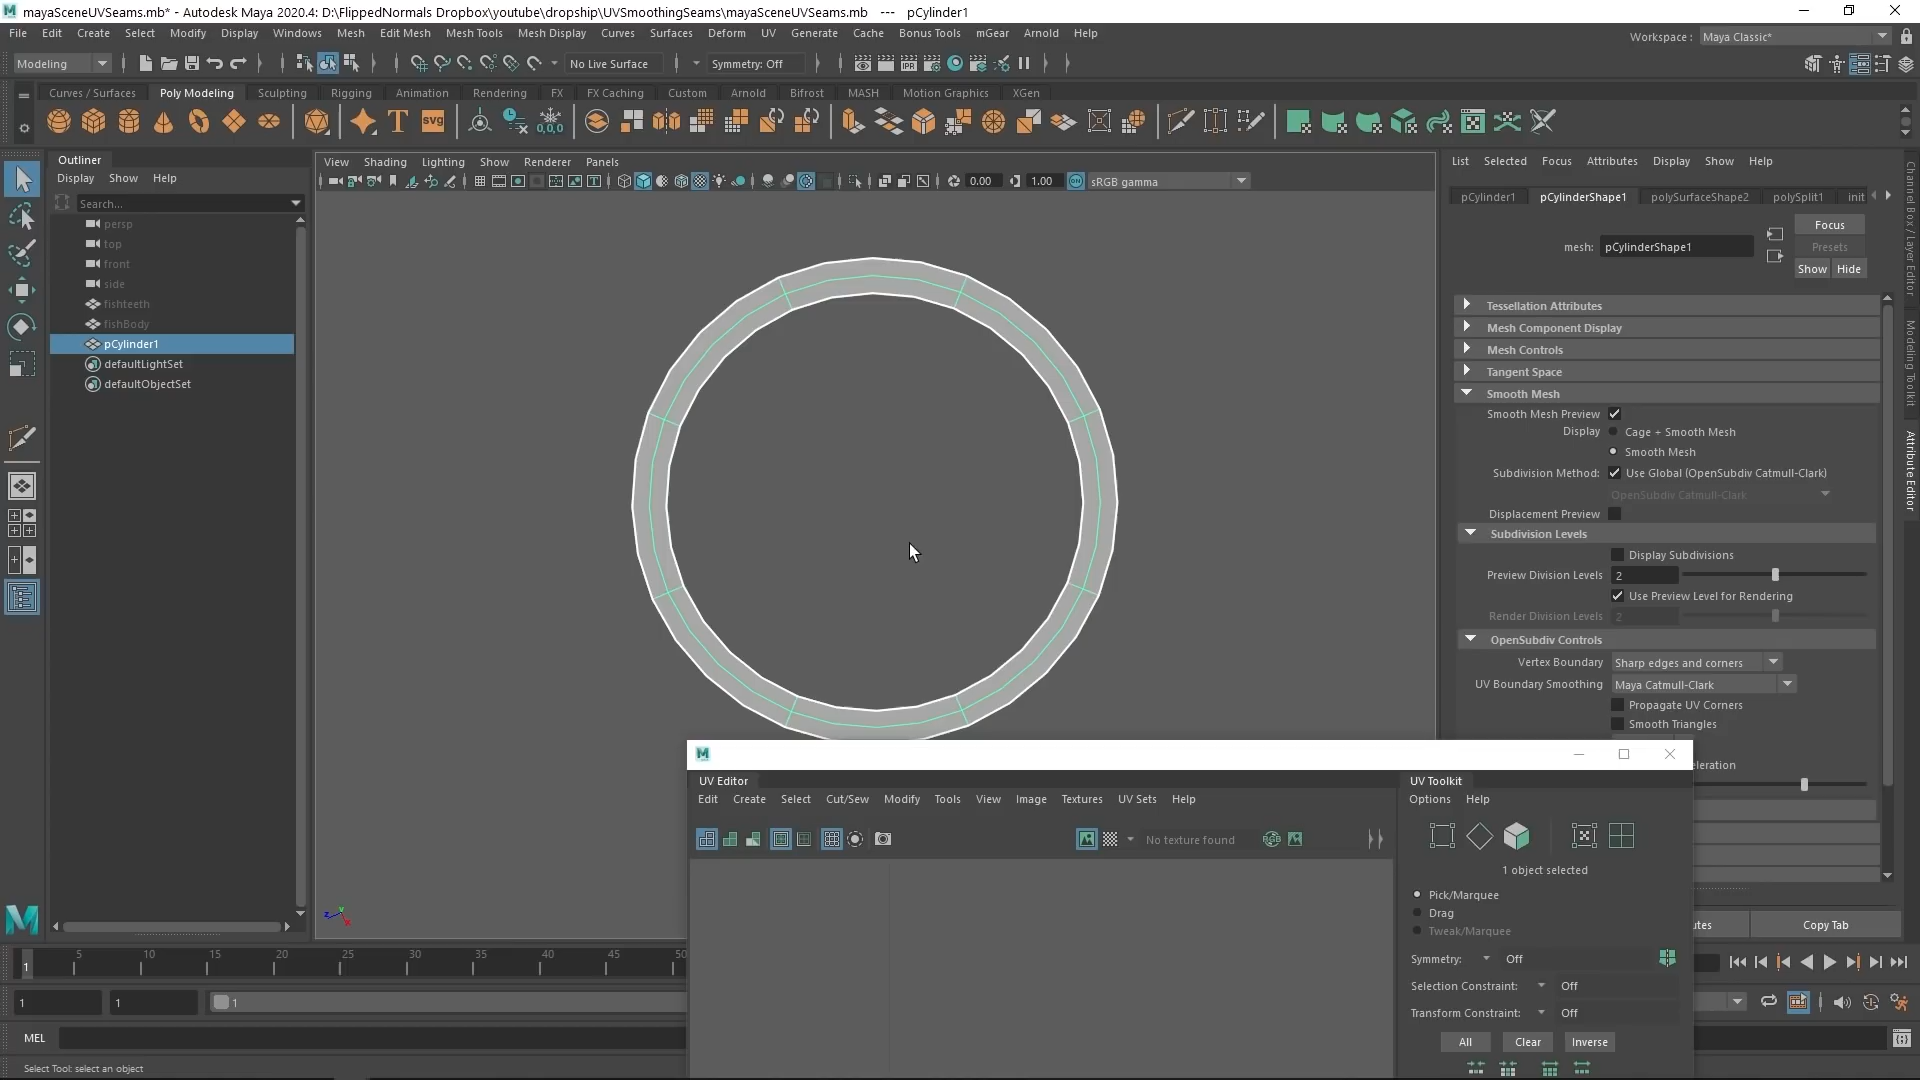 mayaSceneUVSeams.mb* - Autodesk Maya 2020.4: D:\FlippedNormals Dropbox\youtube\dropship\UVSmoothingSeams\mayaSceneUVSeams.mb --- pCylinder1
File Edit Create Select Modify Display Windows Mesh Edit Mesh Mesh Tools Mesh Display Curves Surfaces Deform UV Generate Cache Bonus Tools mGear Arnold Help
Workspace : Maya Classic*
Modeling No Live Surface Symmetry: Off
Curves / Surfaces Poly Modeling Sculpting Rigging Animation Rendering FX FX Caching Custom Arnold Bifrost MASH Motion Graphics XGen
Outliner
Display Show Help
Search...
persp
top
front
side
fishteeth
fishBody
pCylinder1
defaultLightSet
defaultObjectSet
View Shading Lighting Show Renderer Panels
0.00 1.00 sRGB gamma
List Selected Focus Attributes Display Show Help
pCylinder1 pCylinderShape1 polySurfaceShape2 polySplit1 init
Focus
mesh: pCylinderShape1
Presets
Show Hide
Tessellation Attributes
Mesh Component Display
Mesh Controls
Tangent Space
Smooth Mesh
Smooth Mesh Preview
Display Cage + Smooth Mesh
Smooth Mesh
Subdivision Method: Use Global (OpenSubdiv Catmull-Clark)
OpenSubdiv Catmull-Clark
Displacement Preview
Subdivision Levels
Display Subdivisions
Preview Division Levels 2
Use Preview Level for Rendering
Render Division Levels 2
OpenSubdiv Controls
Vertex Boundary Sharp edges and corners
UV Boundary Smoothing Maya Catmull-Clark
Propagate UV Corners
Smooth Triangles
eleration
utes Copy Tab
Channel Box / Layer Editor
Modeling Toolkit
Attribute Editor
UV Editor
Edit Create Select Cut/Sew Modify Tools View Image Textures UV Sets Help
No texture found
UV Toolkit
Options Help
1 object selected
Pick/Marquee
Drag
Tweak/Marquee
Symmetry: Off
Selection Constraint: Off
Transform Constraint: Off
All Clear Inverse
1 5 10 15 20 25 30 35 40 45 50
1 1 1
MEL
Select Tool: select an object